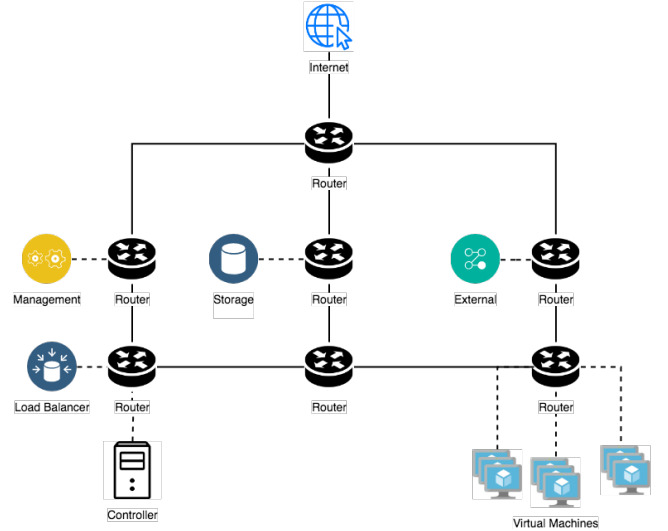 Internet
Router
Management
Router
Storage
Router
External
Router
Load Balancer
Router
Router
Router
Controller
Virtual Machines